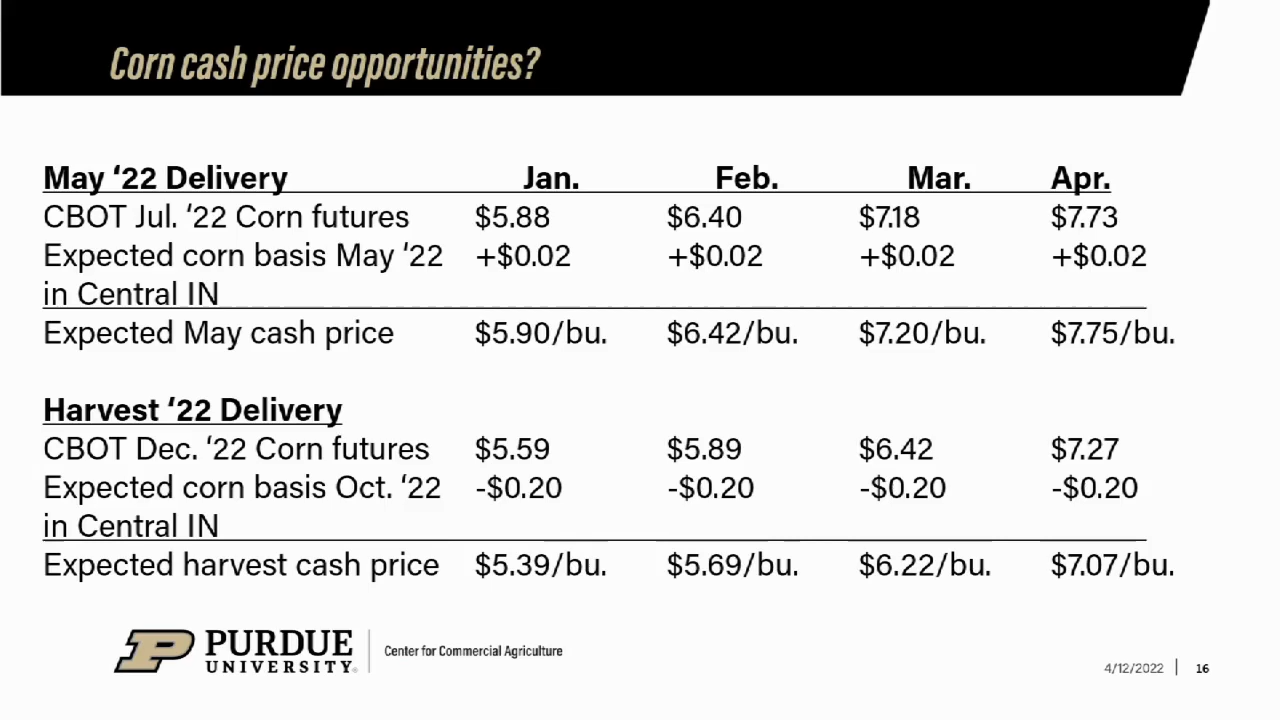 Corn cash price opportunities?
May ‘22 Delivery Jan. Feb. Mar. Apr.
CBOT Jul. ‘22 Corn futures $5.88 $6.40 $7.18 $7.73
Expected corn basis May ‘22 +$0.02 +$0.02 +$0.02 +$0.02
in Central IN
Expected May cash price $5.90/bu. $6.42/bu. $7.20/bu. $7.75/bu.
Harvest ‘22 Delivery
CBOT Dec. ‘22 Corn futures $5.59 $5.89 $6.42 $7.27
Expected corn basis Oct. ‘22 -$0.20 -$0.20 -$0.20 -$0.20
in Central IN
Expected harvest cash price $5.39/bu. $5.69/bu. $6.22/bu. $7.07/bu.
P PURDUE
UNIVERSITY®
Center for Commercial Agriculture
4/12/2022 | 16